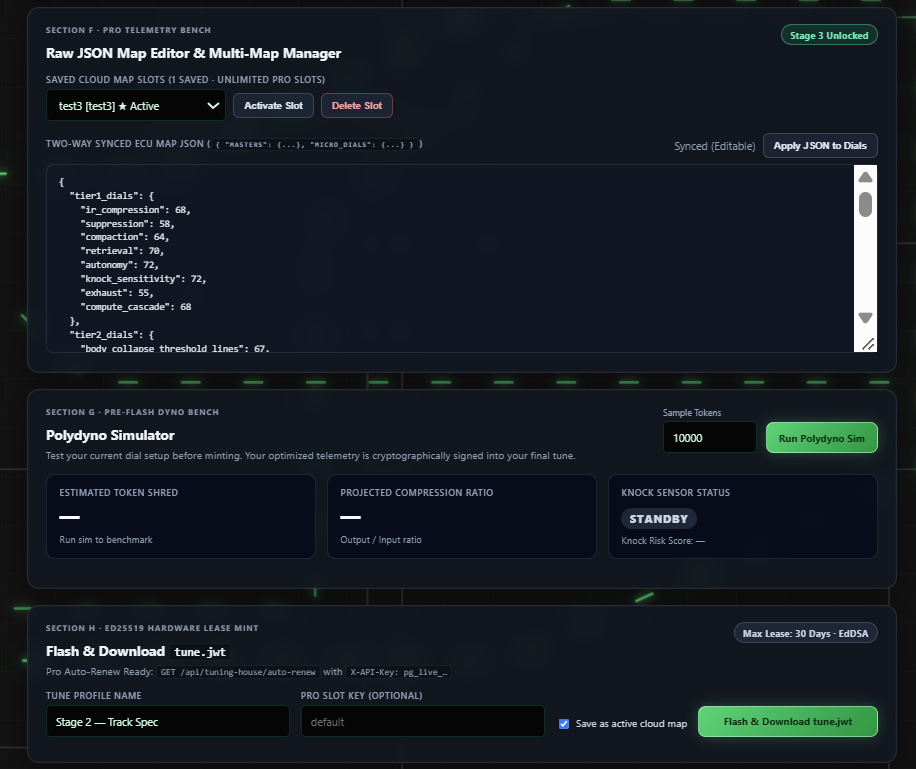 SECTION F · PRO TELEMETRY BENCH
Stage 3 Unlocked
Raw JSON Map Editor & Multi-Map Manager
SAVED CLOUD MAP SLOTS (1 SAVED · UNLIMITED PRO SLOTS)
test3 [test3] ★ Active
Activate Slot
Delete Slot
TWO-WAY SYNCED ECU MAP JSON ( { "MASTERS": {...}, "MICRO_DIALS": {...} } )
Synced (Editable)
Apply JSON to Dials
{
"tier1_dials": {
"ir_compression": 68,
"suppression": 58,
"compaction": 64,
"retrieval": 70,
"autonomy": 72,
"knock_sensitivity": 72,
"exhaust": 55,
"compute_cascade": 68
},
"tier2_dials": {
"body_collapse_threshold_lines": 67,
SECTION G · PRE-FLASH DYNO BENCH
Polydyno Simulator
Test your current dial setup before minting. Your optimized telemetry is cryptographically signed into your final tune.
Sample Tokens
10000
Run Polydyno Sim
ESTIMATED TOKEN SHRED
—
Run sim to benchmark
PROJECTED COMPRESSION RATIO
—
Output / Input ratio
KNOCK SENSOR STATUS
STANDBY
Knock Risk Score: —
SECTION H · ED25519 HARDWARE LEASE MINT
Max Lease: 30 Days · EdDSA
Flash & Download tune.jwt
Pro Auto-Renew Ready: GET /api/tuning-house/auto-renew with X-API-Key: pg_live_…
TUNE PROFILE NAME
Stage 2 — Track Spec
PRO SLOT KEY (OPTIONAL)
default
Save as active cloud map
Flash & Download tune.jwt